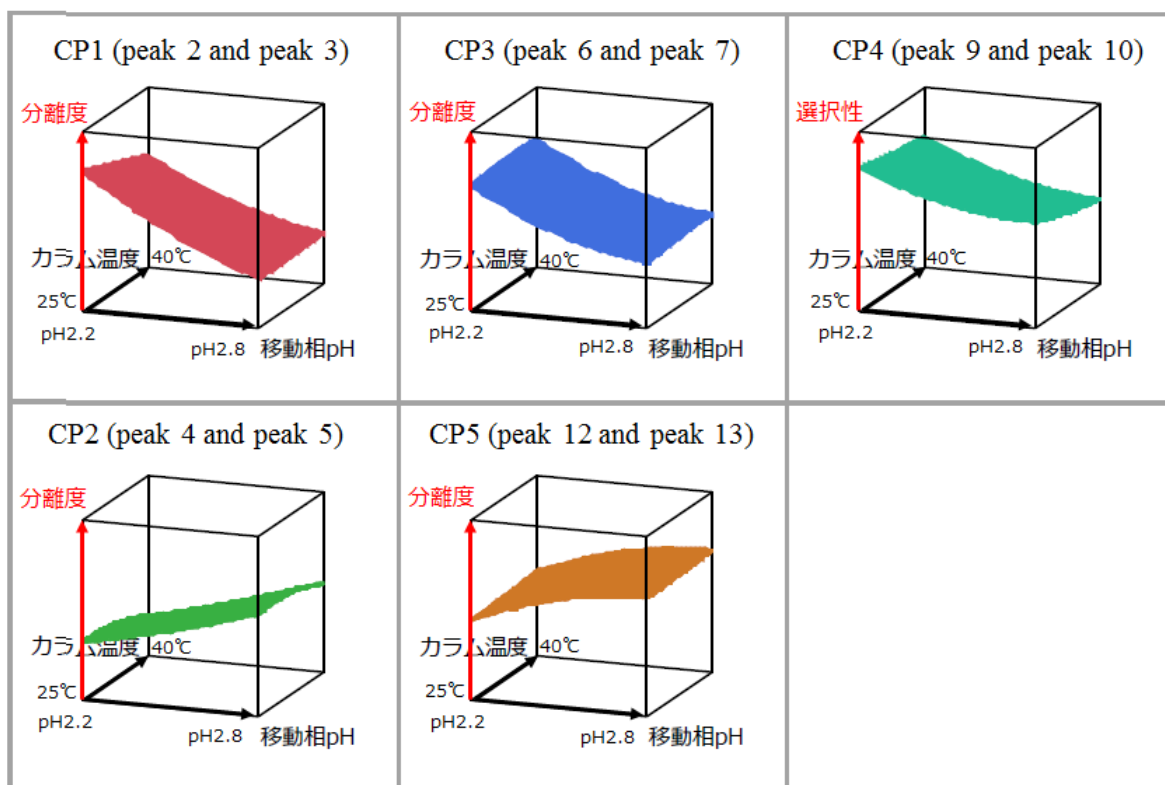 CP1 (peak 2 and peak 3)
分離度
カラム温度
40℃
25℃
pH2.2
pH2.8
移動相pH
CP3 (peak 6 and peak 7)
分離度
カラム温度
40℃
25℃
pH2.2
pH2.8
移動相pH
CP4 (peak 9 and peak 10)
選択性
カラム温度
40℃
25℃
pH2.2
pH2.8
移動相pH
CP2 (peak 4 and peak 5)
分離度
カラム温度
40℃
25℃
pH2.2
pH2.8
移動相pH
CP5 (peak 12 and peak 13)
分離度
カラム温度
40℃
25℃
pH2.2
pH2.8
移動相pH